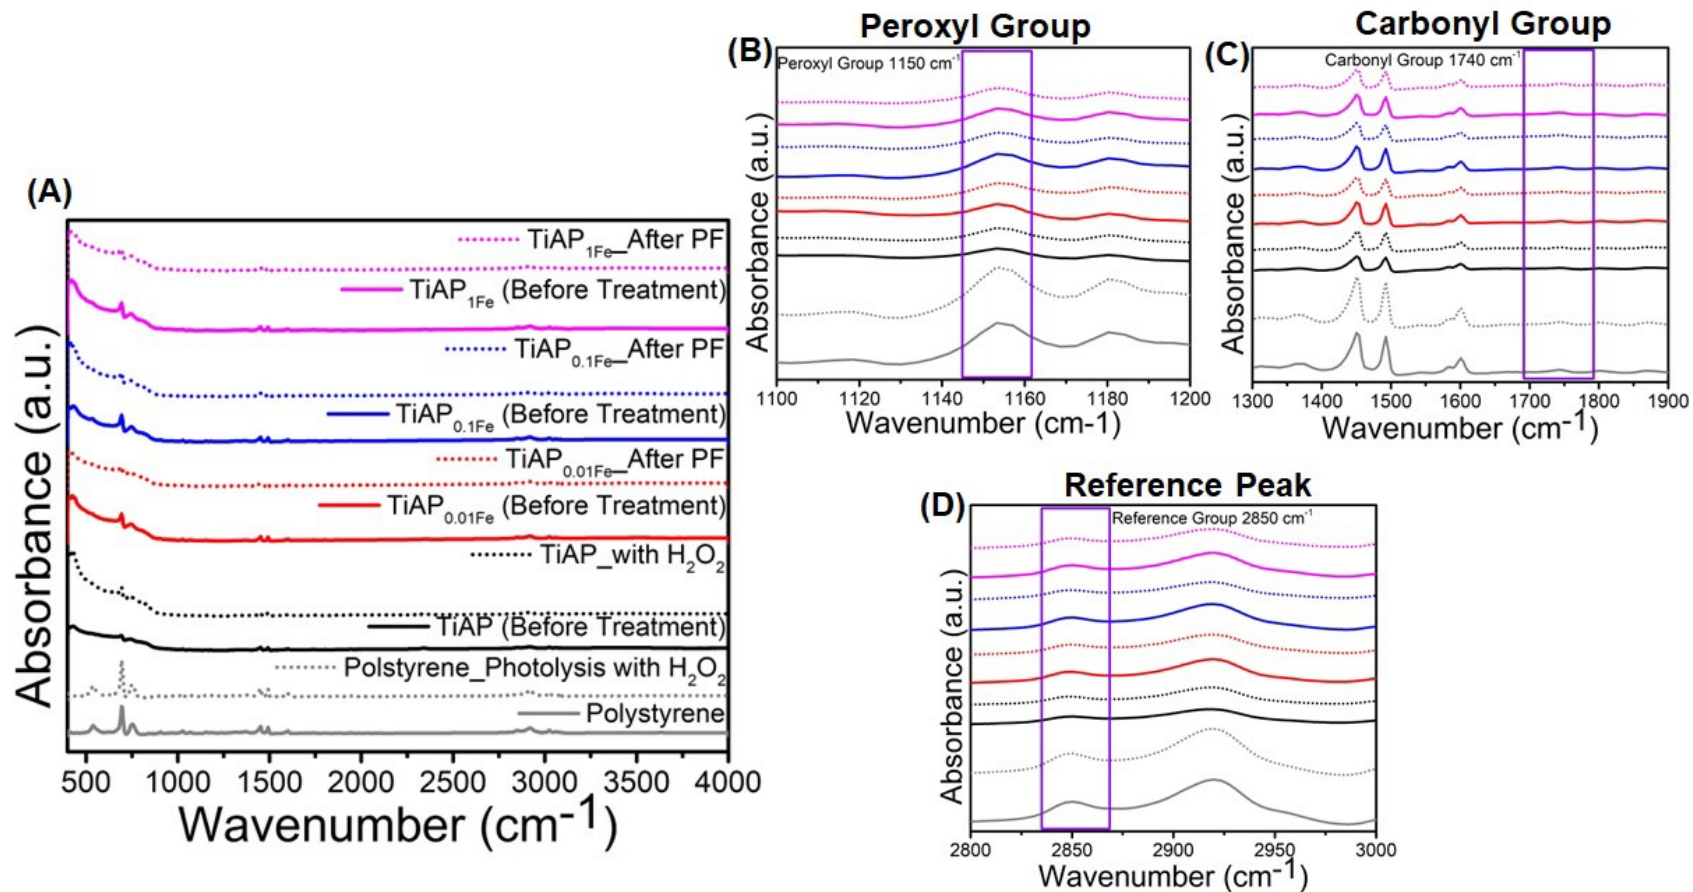 (A)
TiAP1Fe_After PF
TiAP1Fe (Before Treatment)
TiAP0.1Fe_After PF
TiAP0.1Fe (Before Treatment)
TiAP0.01Fe_After PF
TiAP0.01Fe (Before Treatment)
TiAP_with H2O2
TiAP (Before Treatment)
Polstyrene_Photolysis with H2O2
Polystyrene
Absorbance (a.u.)
500 1000 1500 2000 2500 3000 3500 4000
Wavenumber (cm-1)
Peroxyl Group
(B)
Peroxyl Group 1150 cm-1
Absorbance (a.u.)
1100 1120 1140 1160 1180 1200
Wavenumber (cm-1)
Carbonyl Group
(C)
Carbonyl Group 1740 cm-1
Absorbance (a.u.)
1300 1400 1500 1600 1700 1800 1900
Wavenumber (cm-1)
Reference Peak
(D)
Reference Group 2850 cm-1
Absorbance (a.u.)
2800 2850 2900 2950 3000
Wavenumber (cm-1)